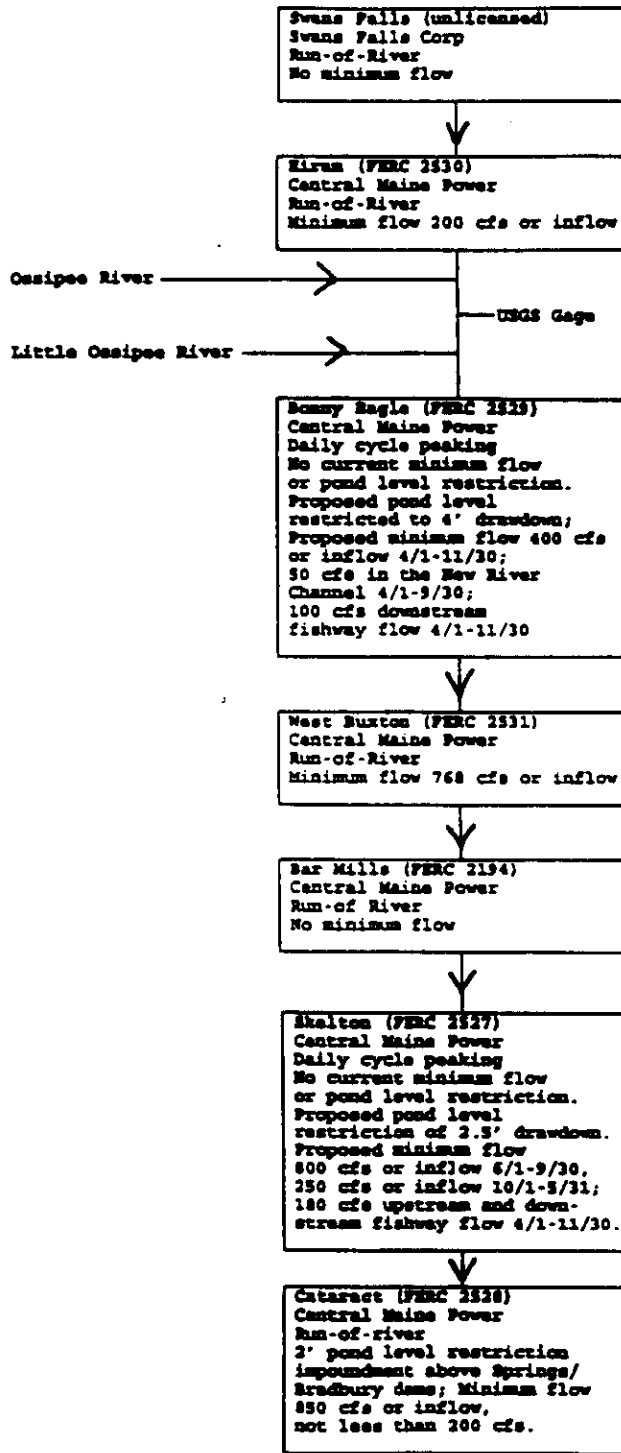 Swans Falls (unlicensed)
Swans Falls Corp
Run-of-River
No minimum flow
Hiram (FERC 2530)
Central Maine Power
Run-of-River
Minimum flow 200 cfs or inflow
Ossipee River
USGS Gage
Little Ossipee River
Bonny Eagle (FERC 2529)
Central Maine Power
Daily cycle peaking
No current minimum flow
or pond level restriction.
Proposed pond level
restricted to 4' drawdown;
Proposed minimum flow 400 cfs
or inflow 4/1-11/30;
50 cfs in the New River
Channel 4/1-9/30;
100 cfs downstream
fishway flow 4/1-11/30
West Buxton (FERC 2531)
Central Maine Power
Run-of-River
Minimum flow 768 cfs or inflow
Bar Mills (FERC 2194)
Central Maine Power
Run-of River
No minimum flow
Skelton (FERC 2527)
Central Maine Power
Daily cycle peaking
No current minimum flow
or pond level restriction.
Proposed pond level
restriction of 2.5' drawdown.
Proposed minimum flow
800 cfs or inflow 6/1-9/30,
250 cfs or inflow 10/1-5/31;
180 cfs upstream and down-
stream fishway flow 4/1-11/30.
Cataract (FERC 2528)
Central Maine Power
Run-of-river
2' pond level restriction
impoundment above Springs/
Bradbury dams; Minimum flow
850 cfs or inflow,
not less than 200 cfs.